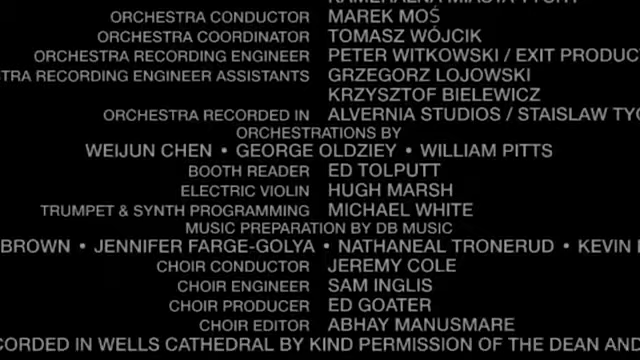 KAMERALNA MIASTA TYCHY
ORCHESTRA CONDUCTOR MAREK MOŚ
ORCHESTRA COORDINATOR TOMASZ WÓJCIK
ORCHESTRA RECORDING ENGINEER PETER WITKOWSKI / EXIT PRODUCT
TRA RECORDING ENGINEER ASSISTANTS GRZEGORZ LOJOWSKI
KRZYSZTOF BIELEWICZ
ORCHESTRA RECORDED IN ALVERNIA STUDIOS / STAISLAW TYC
ORCHESTRATIONS BY
WEIJUN CHEN • GEORGE OLDZIEY • WILLIAM PITTS
BOOTH READER ED TOLPUTT
ELECTRIC VIOLIN HUGH MARSH
TRUMPET & SYNTH PROGRAMMING MICHAEL WHITE
MUSIC PREPARATION BY DB MUSIC
BROWN • JENNIFER FARGE-GOLYA • NATHANEAL TRONERUD • KEVIN
CHOIR CONDUCTOR JEREMY COLE
CHOIR ENGINEER SAM INGLIS
CHOIR PRODUCER ED GOATER
CHOIR EDITOR ABHAY MANUSMARE
CORDED IN WELLS CATHEDRAL BY KIND PERMISSION OF THE DEAN AND